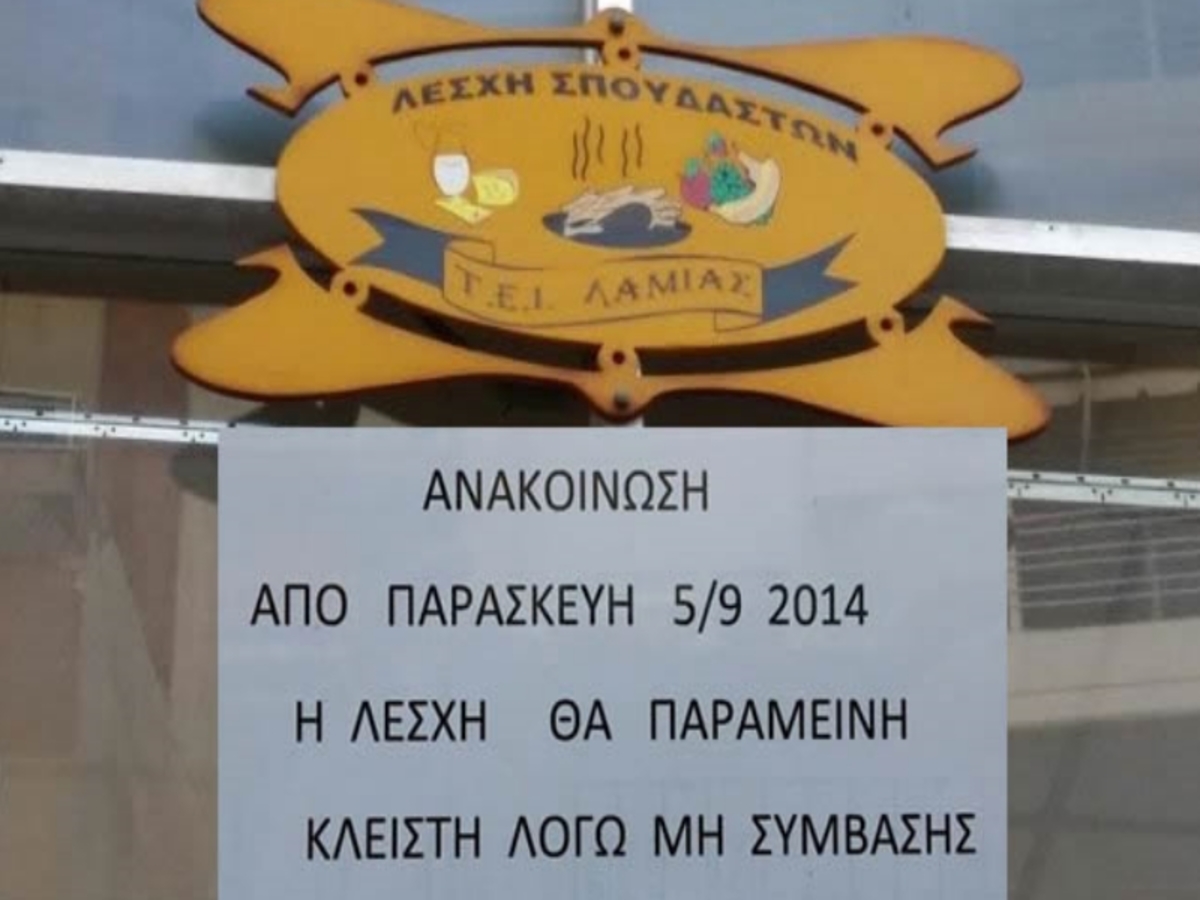 ΛΕΣΧΗ ΣΠΟΥΔΑΣΤΩΝ
Τ.Ε.Ι. ΛΑΜΙΑΣ
ΑΝΑΚΟΙΝΩΣΗ
ΑΠΟ ΠΑΡΑΣΚΕΥΗ 5/9 2014
Η ΛΕΣΧΗ ΘΑ ΠΑΡΑΜΕΙΝΗ
ΚΛΕΙΣΤΗ ΛΟΓΩ ΜΗ ΣΥΜΒΑΣΗΣ